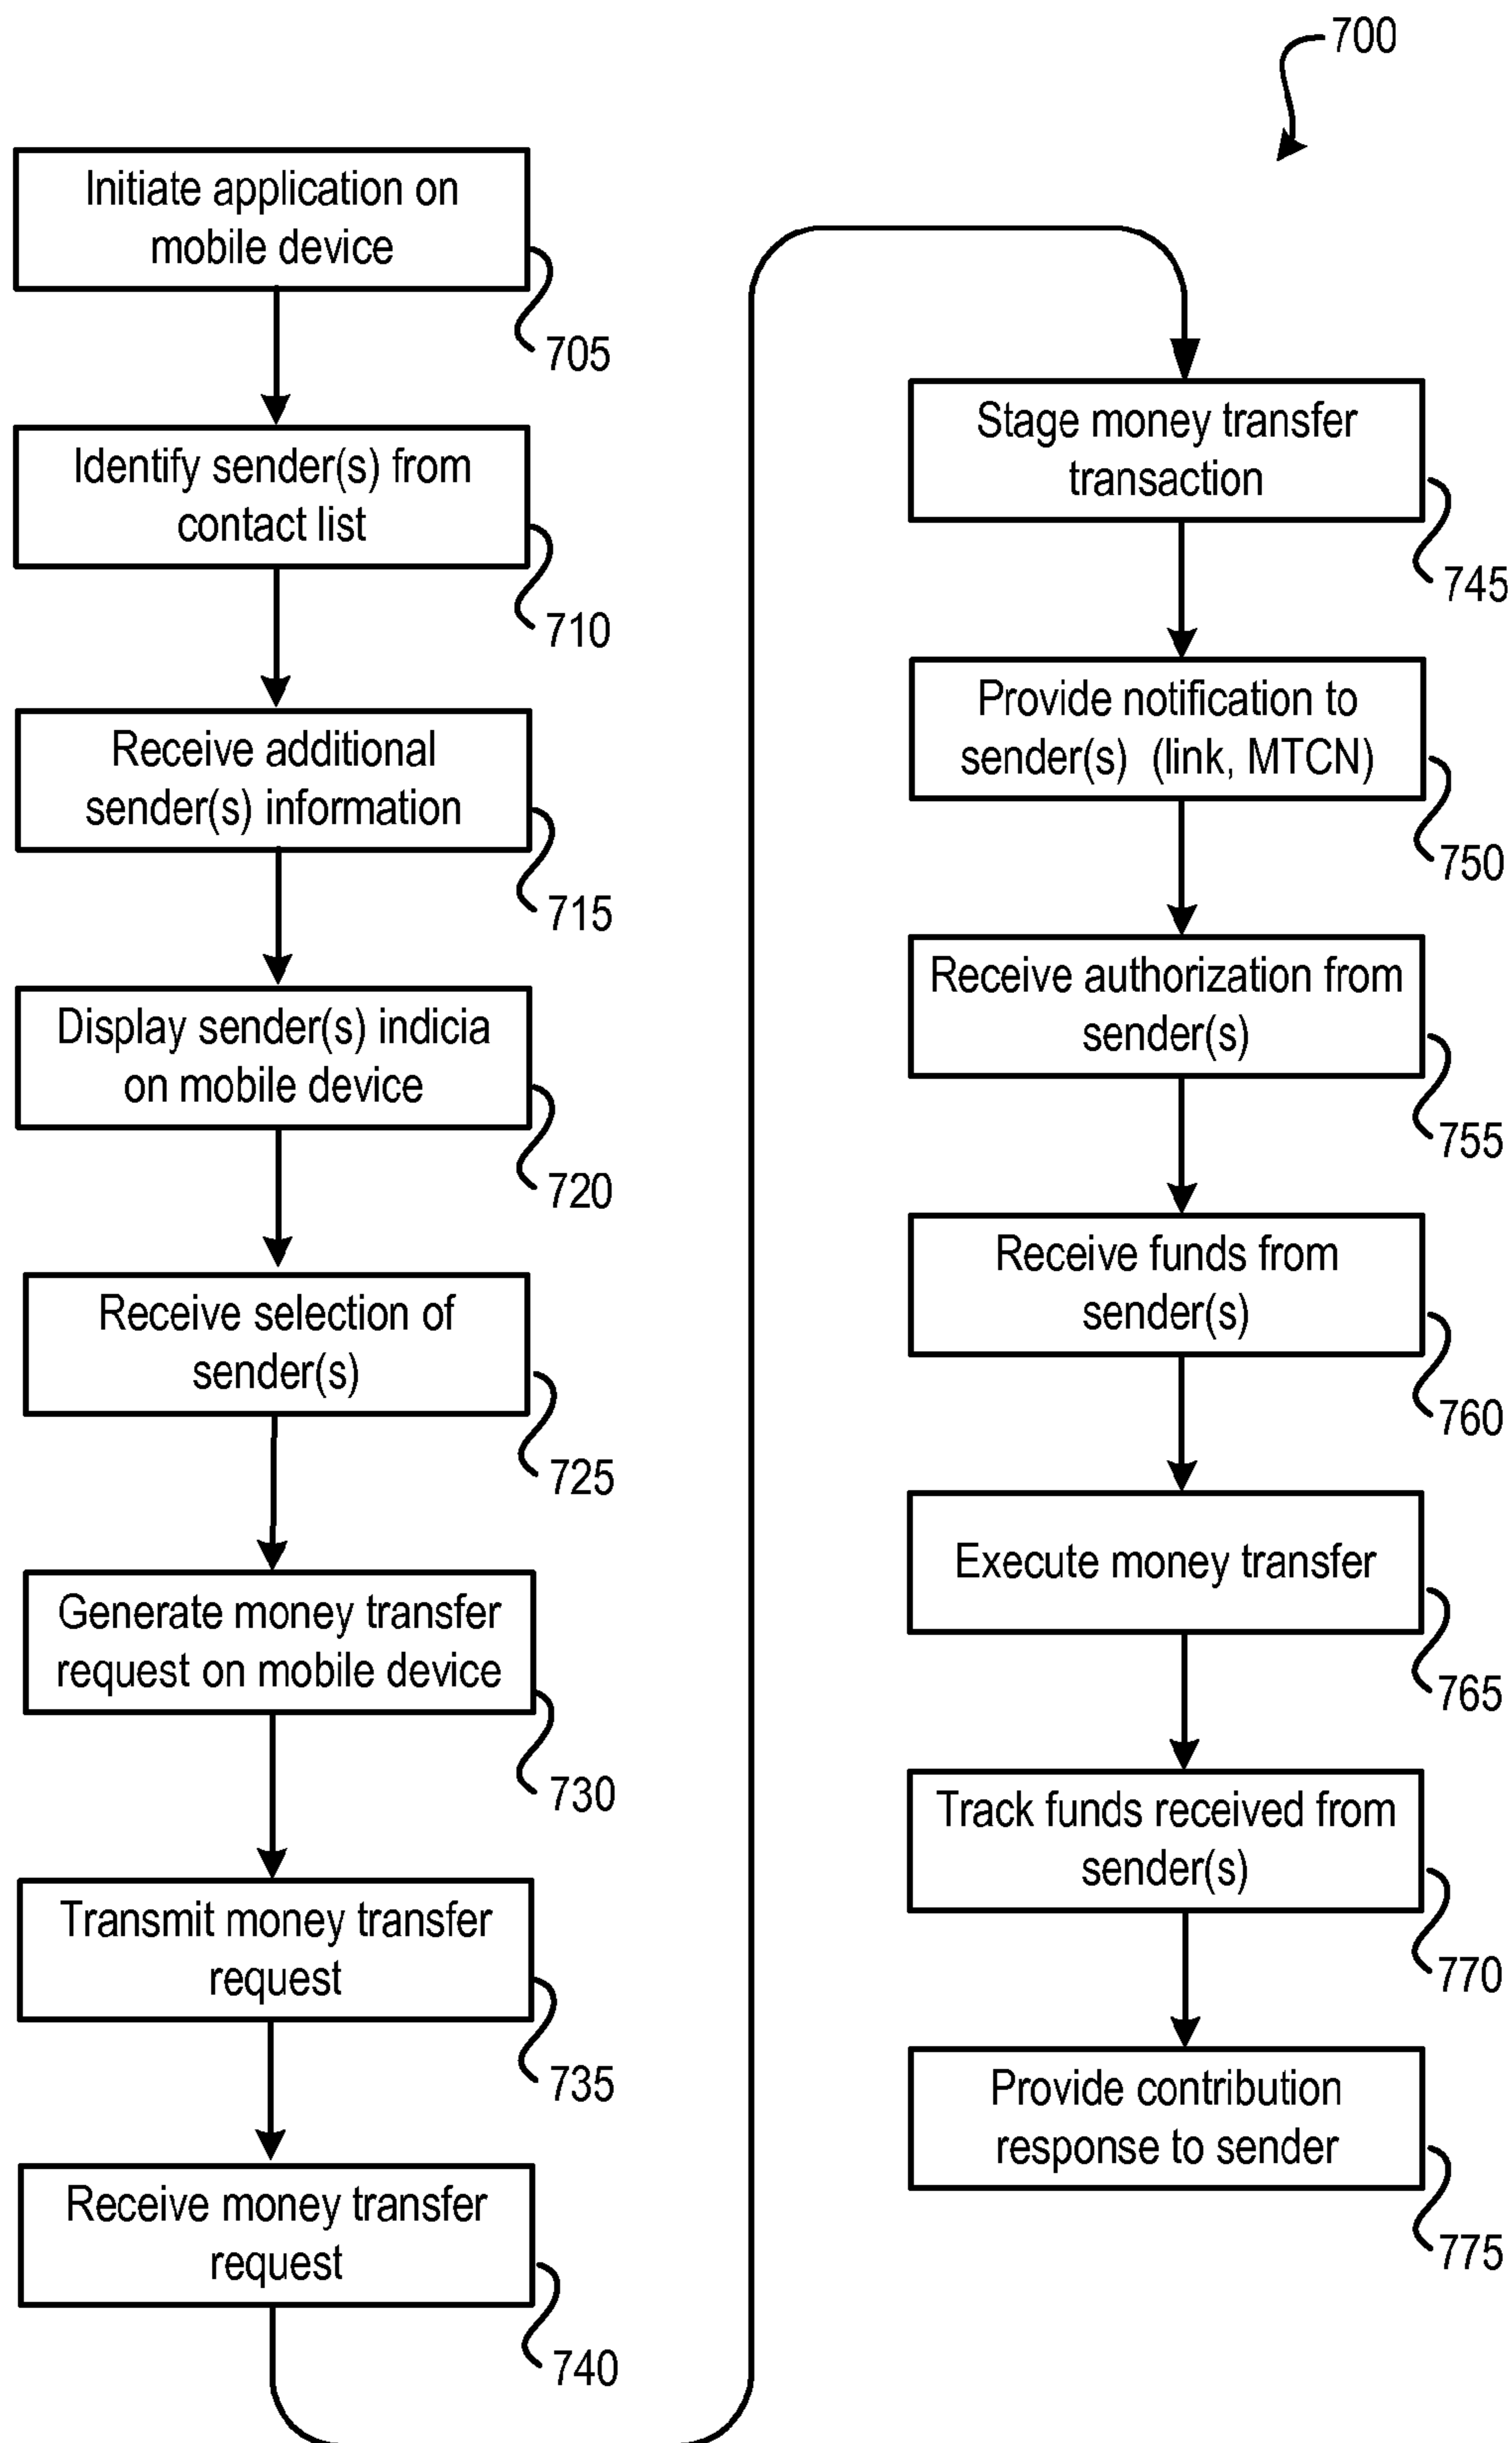 700
Initiate application on
mobile device
705
Identify sender(s) from
contact list
710
Receive additional
sender(s) information
715
Display sender(s) indicia
on mobile device
720
Receive selection of
sender(s)
725
Generate money transfer
request on mobile device
730
Transmit money transfer
request
735
Receive money transfer
request
740
Stage money transfer
transaction
745
Provide notification to
sender(s) (link, MTCN)
750
Receive authorization from
sender(s)
755
Receive funds from
sender(s)
760
Execute money transfer
765
Track funds received from
sender(s)
770
Provide contribution
response to sender
775